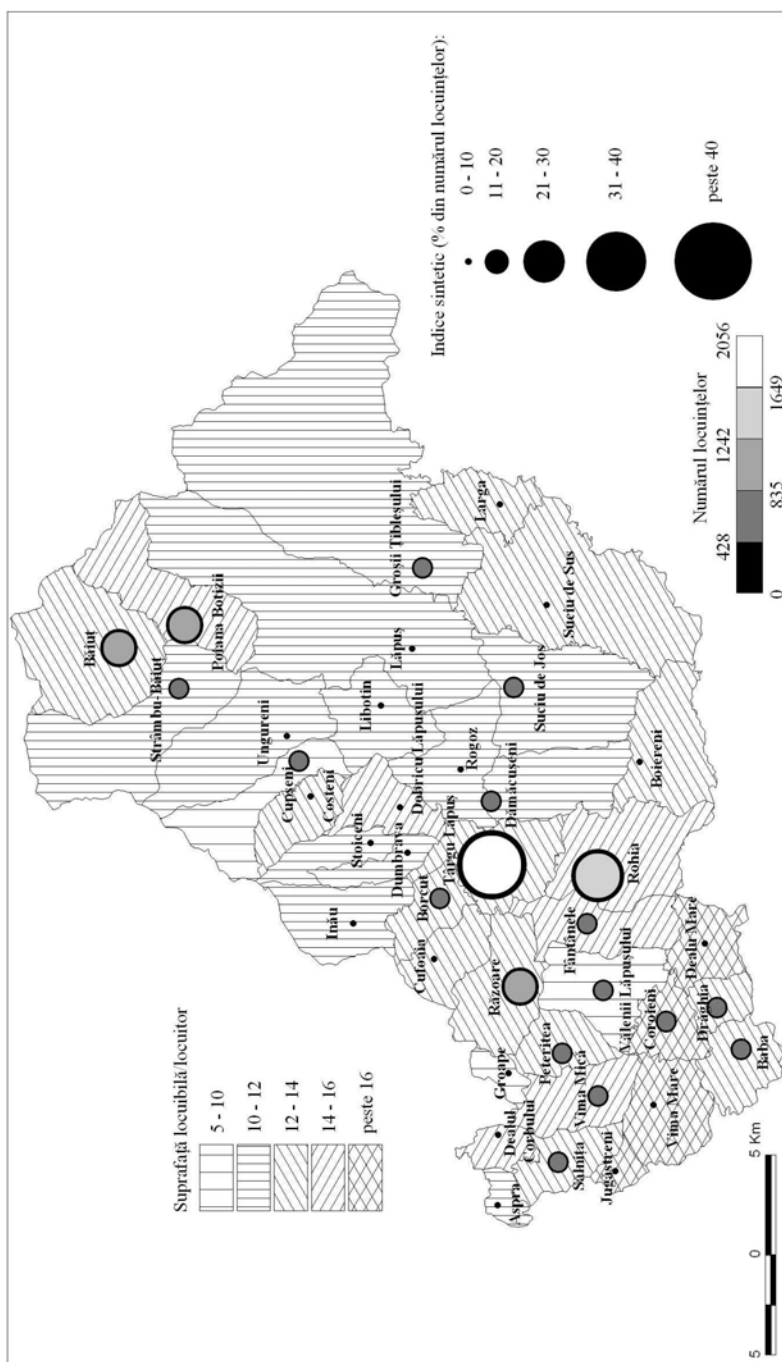 Suprafață locuibilă/locuitor
5 - 10
10 - 12
12 - 14
14 - 16
peste 16
Băiuț
Poiana Botizii
Strâmbu-Băiuț
Groșii Țibleșului
Larga
Ungureni
Cupșeni
Costeni
Libotin
Lăpuș
Suciu de Sus
Stoiceni
Dobricu Lăpușului
Rogoz
Suciu de Jos
Inău
Dumbrava
Dămăcușeni
Boiereni
Borcut
Târgu Lăpuș
Cufoaia
Rohia
Răzoare
Fântânele
Groape
Peteritea
Vălenii Lăpușului
Dealu Mare
Dealul
Corbului
Vima Mică
Coroieni
Drăghia
Aspra
Sălnița
Jugăstreni
Vima Mare
Baba
5
0
5 Km
Numărul locuințelor
428
1242
2056
0
835
1649
Indice sintetic (% din numărul locuințelor):
0 - 10
11 - 20
21 - 30
31 - 40
peste 40